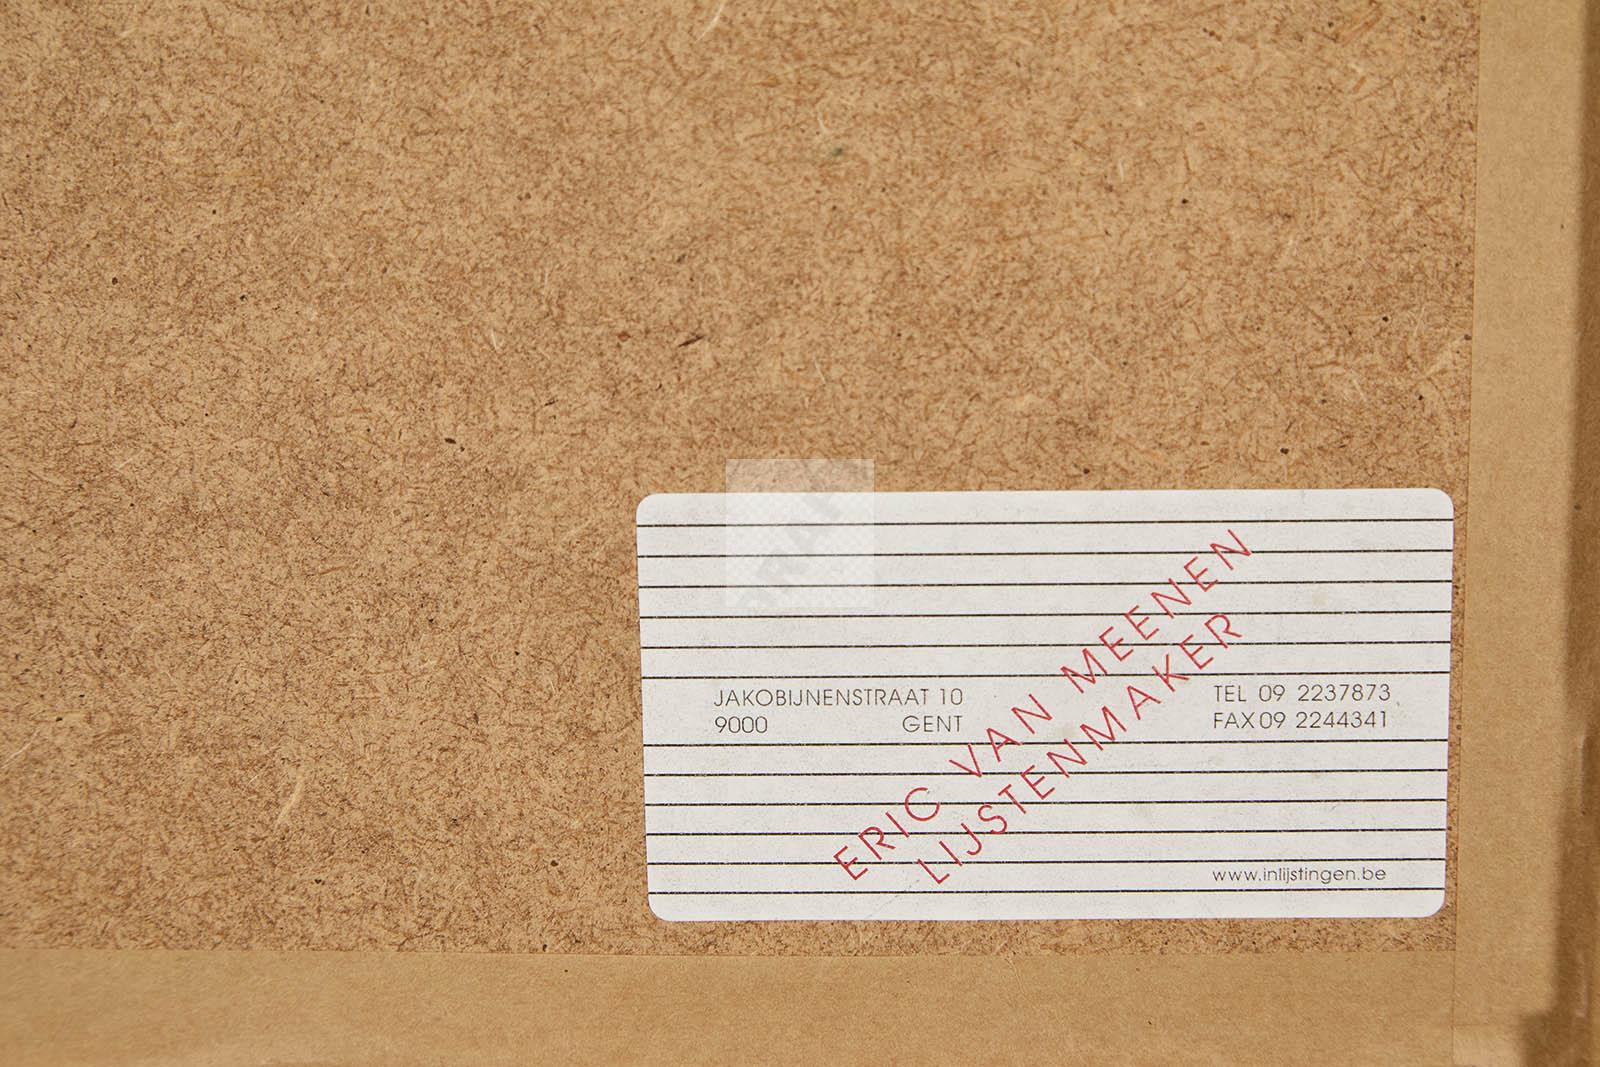 ERIC VAN MEENEN
LIJSTENMAKER
JAKOBIJNENSTRAAT 10
9000 GENT
TEL 09 2237873
FAX 09 2244341
www.inlijstingen.be